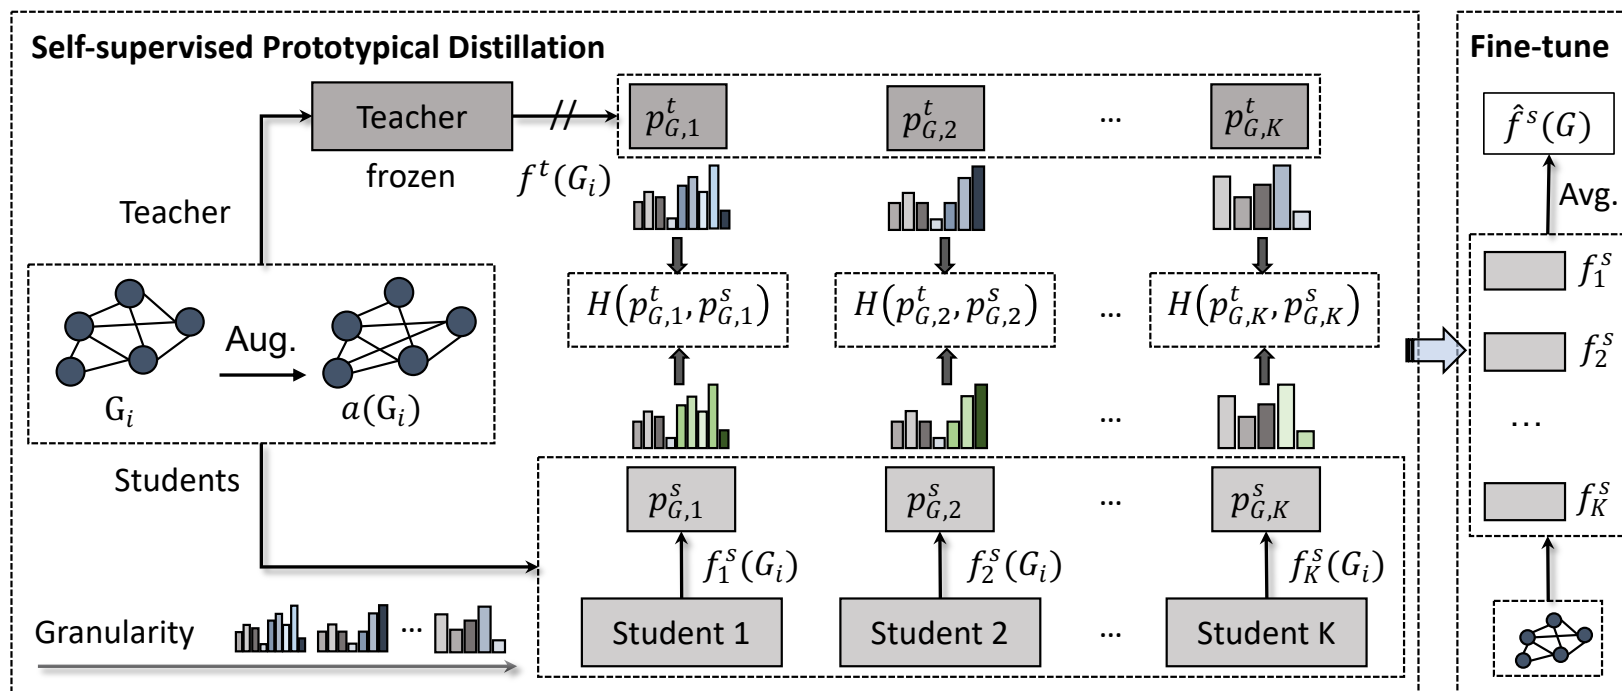 Self-supervised Prototypical Distillation
Fine-tune
Teacher
frozen
f^t(G_i)
p^t_{G,1}
p^t_{G,2}
...
p^t_{G,K}
f̂^s(G)
Avg.
Teacher
G_i
Aug.
a(G_i)
H(p^t_{G,1}, p^s_{G,1})
H(p^t_{G,2}, p^s_{G,2})
...
H(p^t_{G,K}, p^s_{G,K})
f^s_1
f^s_2
...
f^s_K
...
Students
p^s_{G,1}
p^s_{G,2}
...
p^s_{G,K}
f^s_1(G_i)
f^s_2(G_i)
f^s_K(G_i)
Student 1
Student 2
...
Student K
Granularity
...